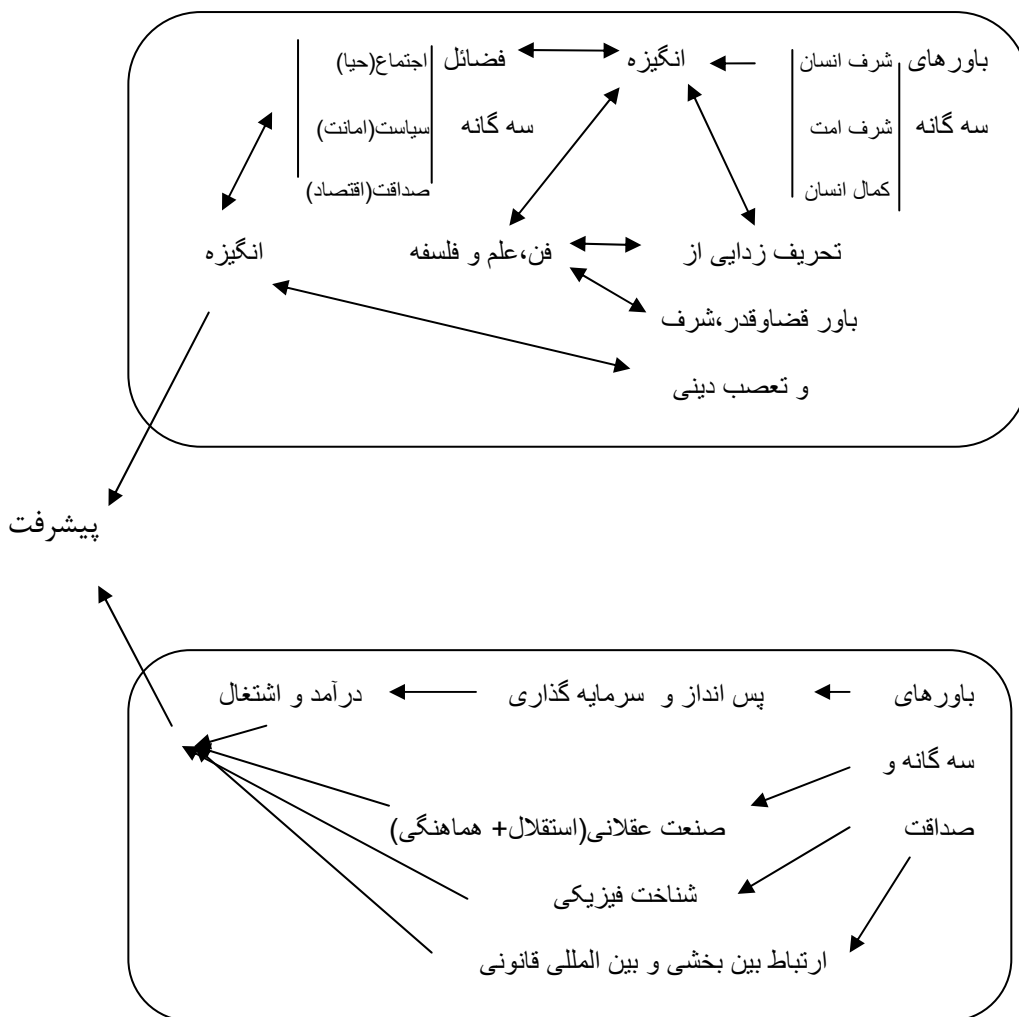 باورهای
سه گانه
شرف انسان
شرف امت
کمال انسان
انگیزه
فضائل
سه گانه
اجتماع(حیا)
سیاست(امانت)
صداقت(اقتصاد)
تحریف زدایی از
باور قضاوقدر،شرف
و تعصب دینی
فن،علم و فلسفه
انگیزه
پیشرفت
باورهای
سه گانه و
صداقت
پس انداز و سرمایه گذاری
درآمد و اشتغال
صنعت عقلانی(استقلال+ هماهنگی)
شناخت فیزیکی
ارتباط بین بخشی و بین المللی قانونی